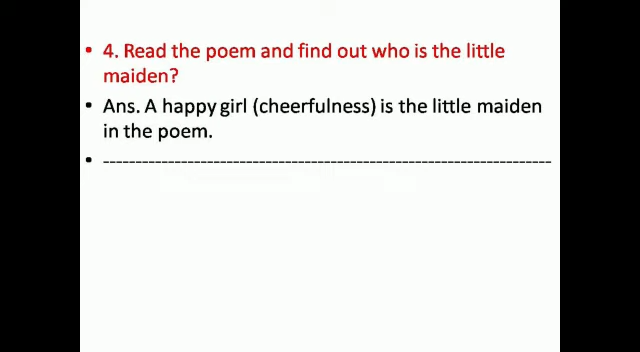 • 4. Read the poem and find out who is the little
maiden?
• Ans. A happy girl (cheerfulness) is the little maiden
in the poem.
• ---------------------------------------------------------------------